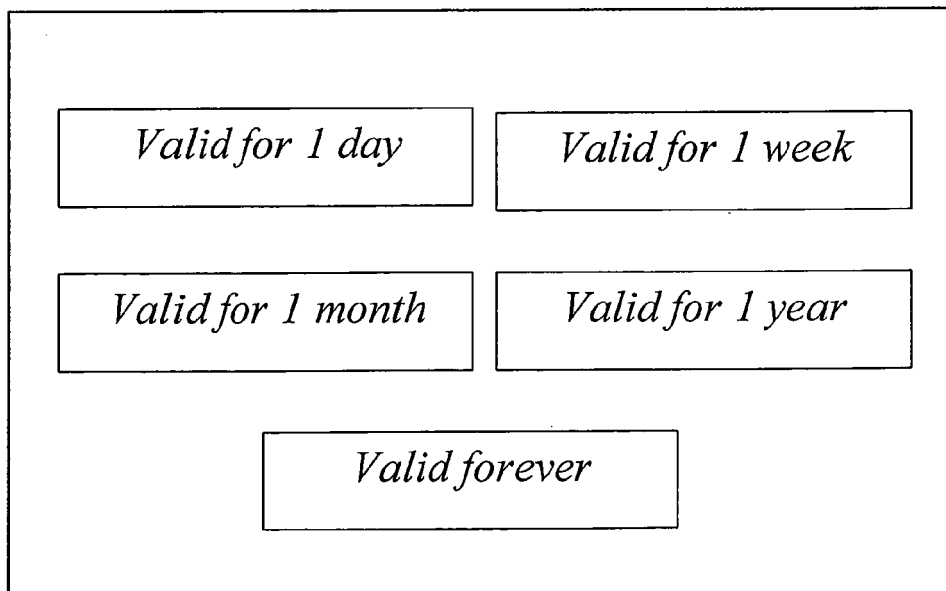 Valid for 1 day
Valid for 1 week
Valid for 1 month
Valid for 1 year
Valid forever